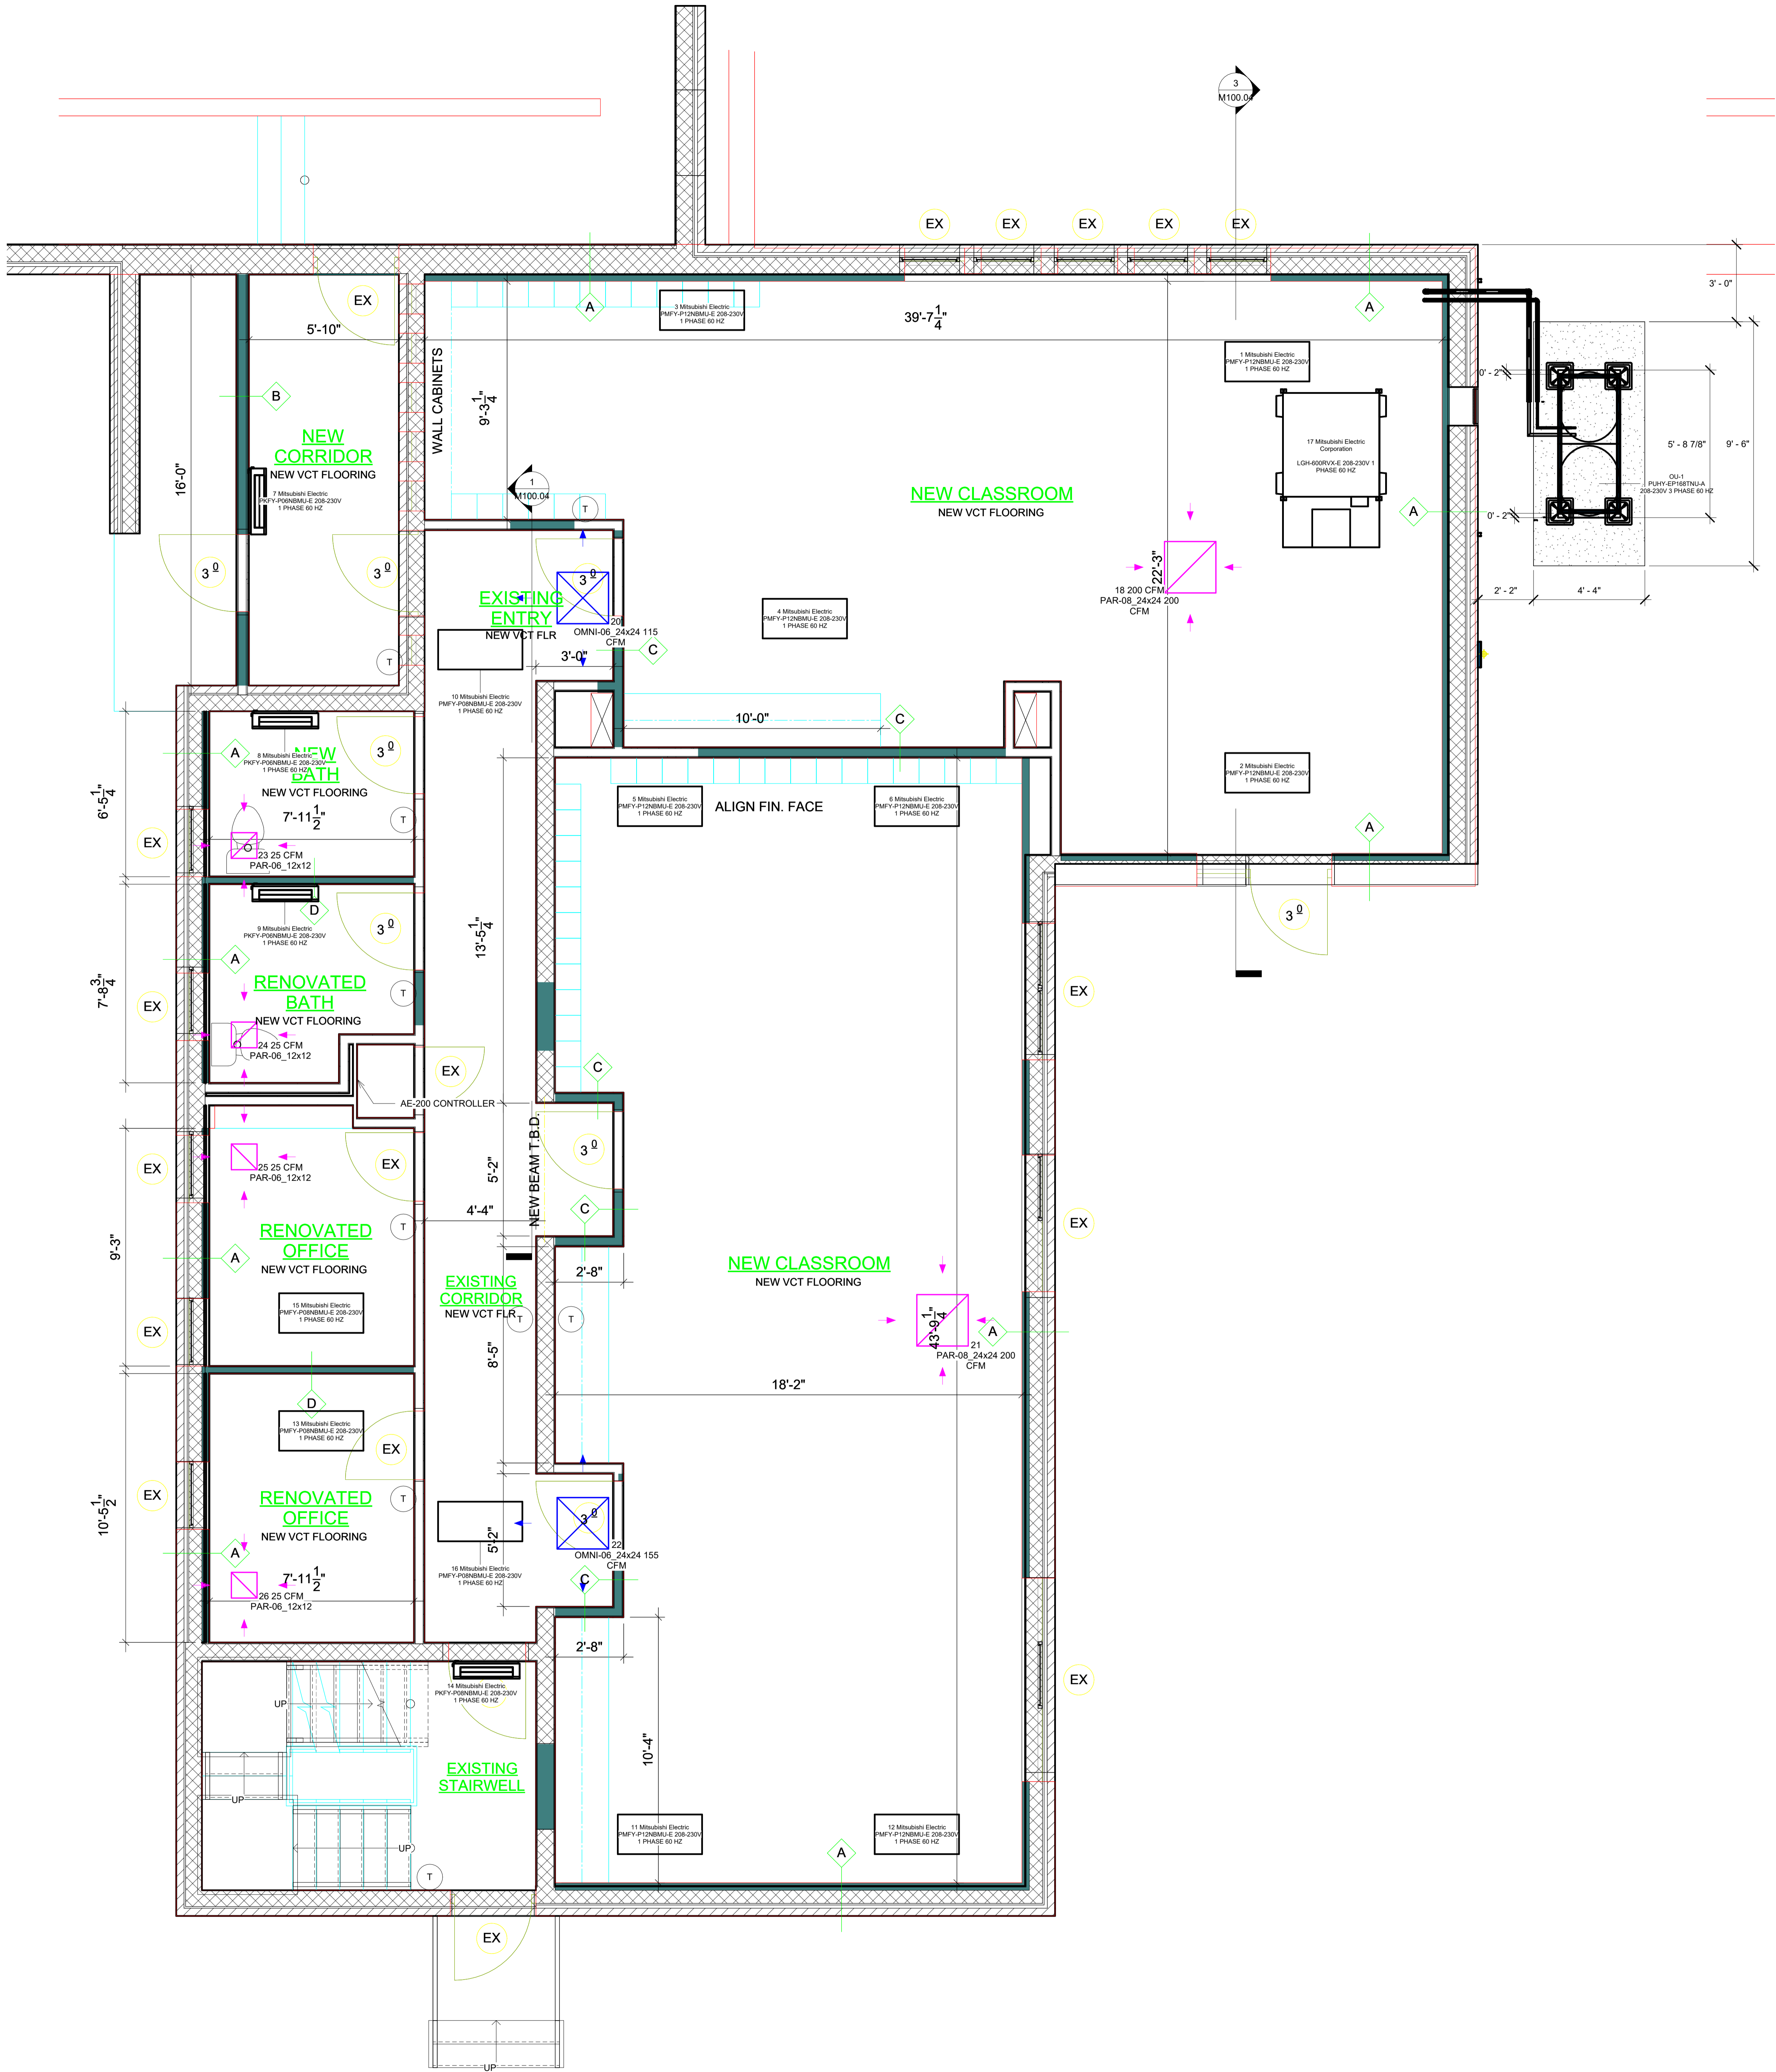 3
M100.04
EX
EX
EX
EX
EX
3' - 0"
EX
5'-10"
3 Mitsubishi Electric
PMFY-P12NBMU-E 208-230V
1 PHASE 60 HZ
A
39'-7 1/4"
A
1 Mitsubishi Electric
PMFY-P12NBMU-E 208-230V
1 PHASE 60 HZ
0' - 2"
WALL CABINETS
9'-3 1/4"
B
NEW
CORRIDOR
NEW VCT FLOORING
16'-0"
7 Mitsubishi Electric
PKFY-P06NBMU-E 208-230V
1 PHASE 60 HZ
17 Mitsubishi Electric
Corporation
LGH-600RVX-E 208-230V 1
PHASE 60 HZ
5' - 8 7/8"
9' - 6"
OU-1
PUHY-EP168TNU-A
208-230V 3 PHASE 60 HZ
1
M100.04
T
NEW CLASSROOM
NEW VCT FLOORING
A
0' - 2"
3 0
3 0
3 0
EXISTING
ENTRY
NEW VCT FLR
20
OMNI-06_24x24 115
CFM
22'-3"
18 200 CFM
PAR-08_24x24 200
CFM
2' - 2"
4' - 4"
4 Mitsubishi Electric
PMFY-P12NBMU-E 208-230V
1 PHASE 60 HZ
C
3'-0"
T
10 Mitsubishi Electric
PMFY-P08NBMU-E 208-230V
1 PHASE 60 HZ
10'-0"
C
A
8 Mitsubishi Electric
PKFY-P06NBMU-E 208-230V
1 PHASE 60 HZ
NEW
BATH
NEW VCT FLOORING
3 0
6'-5 1/4"
7'-11 1/2"
T
EX
23 25 CFM
PAR-06_12x12
5 Mitsubishi Electric
PMFY-P12NBMU-E 208-230V
1 PHASE 60 HZ
ALIGN FIN. FACE
6 Mitsubishi Electric
PMFY-P12NBMU-E 208-230V
1 PHASE 60 HZ
2 Mitsubishi Electric
PMFY-P12NBMU-E 208-230V
1 PHASE 60 HZ
A
D
9 Mitsubishi Electric
PKFY-P06NBMU-E 208-230V
1 PHASE 60 HZ
3 0
13'-5 1/4"
3 0
A
7'-8 3/4"
RENOVATED
BATH
NEW VCT FLOORING
T
EX
24 25 CFM
PAR-06_12x12
EX
EX
C
AE-200 CONTROLLER
NEW BEAM T.B.D.
3 0
5'-2"
EX
EX
25 25 CFM
PAR-06_12x12
4'-4"
C
T
EX
RENOVATED
OFFICE
NEW VCT FLOORING
9'-3"
A
NEW CLASSROOM
NEW VCT FLOORING
2'-8"
EXISTING
CORRIDOR
NEW VCT FLR
T
T
15 Mitsubishi Electric
PMFY-P08NBMU-E 208-230V
1 PHASE 60 HZ
EX
8'-5"
43'-9 1/4"
A
21
PAR-08_24x24 200
CFM
18'-2"
D
13 Mitsubishi Electric
PMFY-P08NBMU-E 208-230V
1 PHASE 60 HZ
EX
EX
T
RENOVATED
OFFICE
NEW VCT FLOORING
10'-5 1/2"
A
7'-11 1/2"
26 25 CFM
PAR-06_12x12
3 0
5'-2"
22
OMNI-06_24x24 155
CFM
16 Mitsubishi Electric
PMFY-P08NBMU-E 208-230V
1 PHASE 60 HZ
C
2'-8"
14 Mitsubishi Electric
PKFY-P08NBMU-E 208-230V
1 PHASE 60 HZ
EX
UP
10'-4"
EXISTING
STAIRWELL
UP
UP
T
11 Mitsubishi Electric
PMFY-P12NBMU-E 208-230V
1 PHASE 60 HZ
12 Mitsubishi Electric
PMFY-P12NBMU-E 208-230V
1 PHASE 60 HZ
A
EX
UP